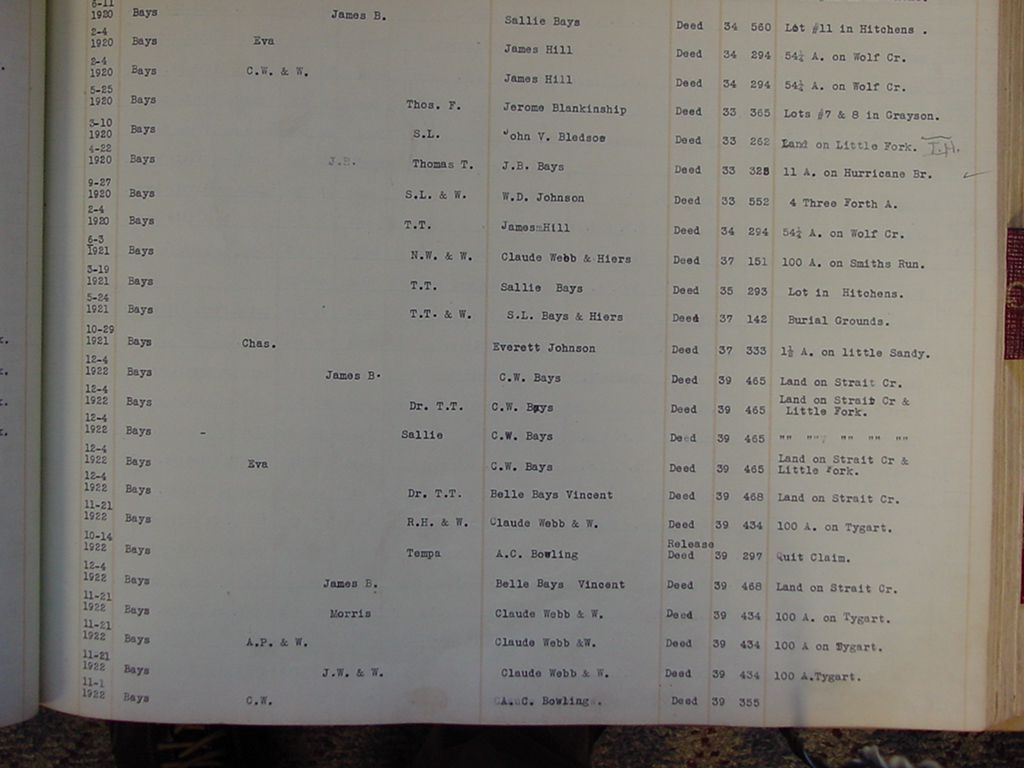 6-11
1920 Bays James B. Sallie Bays Deed 34 560 Lot #11 in Hitchens .
2-4
1920 Bays Eva James Hill Deed 34 294 54¼ A. on Wolf Cr.
2-4
1920 Bays C.W. & W. James Hill Deed 34 294 54¼ A. on Wolf Cr.
5-25
1920 Bays Thos. F. Jerome Blankinship Deed 33 365 Lots #7 & 8 in Grayson.
3-10
1920 Bays S.L. John V. Bledsoe Deed 33 262 Land on Little Fork.
4-22
1920 Bays J.B. Thomas T. J.B. Bays Deed 33 328 11 A. on Hurricane Br.
9-27
1920 Bays S.L. & W. W.D. Johnson Deed 33 552 4 Three Forth A.
2-4
1920 Bays T.T. James Hill Deed 34 294 54¼ A. on Wolf Cr.
6-3
1921 Bays N.W. & W. Claude Webb & Hiers Deed 37 151 100 A. on Smiths Run.
3-19
1921 Bays T.T. Sallie Bays Deed 35 293 Lot in Hitchens.
5-24
1921 Bays T.T. & W. S.L. Bays & Hiers Deed 37 142 Burial Grounds.
10-29
1921 Bays Chas. Everett Johnson Deed 37 333 1½ A. on little Sandy.
12-4
1922 Bays James B. C.W. Bays Deed 39 465 Land on Strait Cr.
12-4
1922 Bays Dr. T.T. C.W. Bays Deed 39 465 Land on Strait Cr &
Little Fork.
12-4
1922 Bays - Sallie C.W. Bays Deed 39 465 "" "" "" "" ""
12-4
1922 Bays Eva C.W. Bays Deed 39 465 Land on Strait Cr &
Little Fork.
12-4
1922 Bays Dr. T.T. Belle Bays Vincent Deed 39 468 Land on Strait Cr.
11-21
1922 Bays R.H. & W. Claude Webb & W. Deed 39 434 100 A. on Tygart.
10-14 Release
1922 Bays Tempa A.C. Bowling Deed 39 297 Quit Claim.
12-4
1922 Bays James B. Belle Bays Vincent Deed 39 468 Land on Strait Cr.
11-21
1922 Bays Morris Claude Webb & W. Deed 39 434 100 A. on Tygart.
11-21
1922 Bays A.P. & W. Claude Webb &W. Deed 39 434 100 A on Tygart.
11-21
1922 Bays J.W. & W. Claude Webb & W. Deed 39 434 100 A.Tygart.
11-1
1922 Bays C.W. A.C. Bowling . Deed 39 355